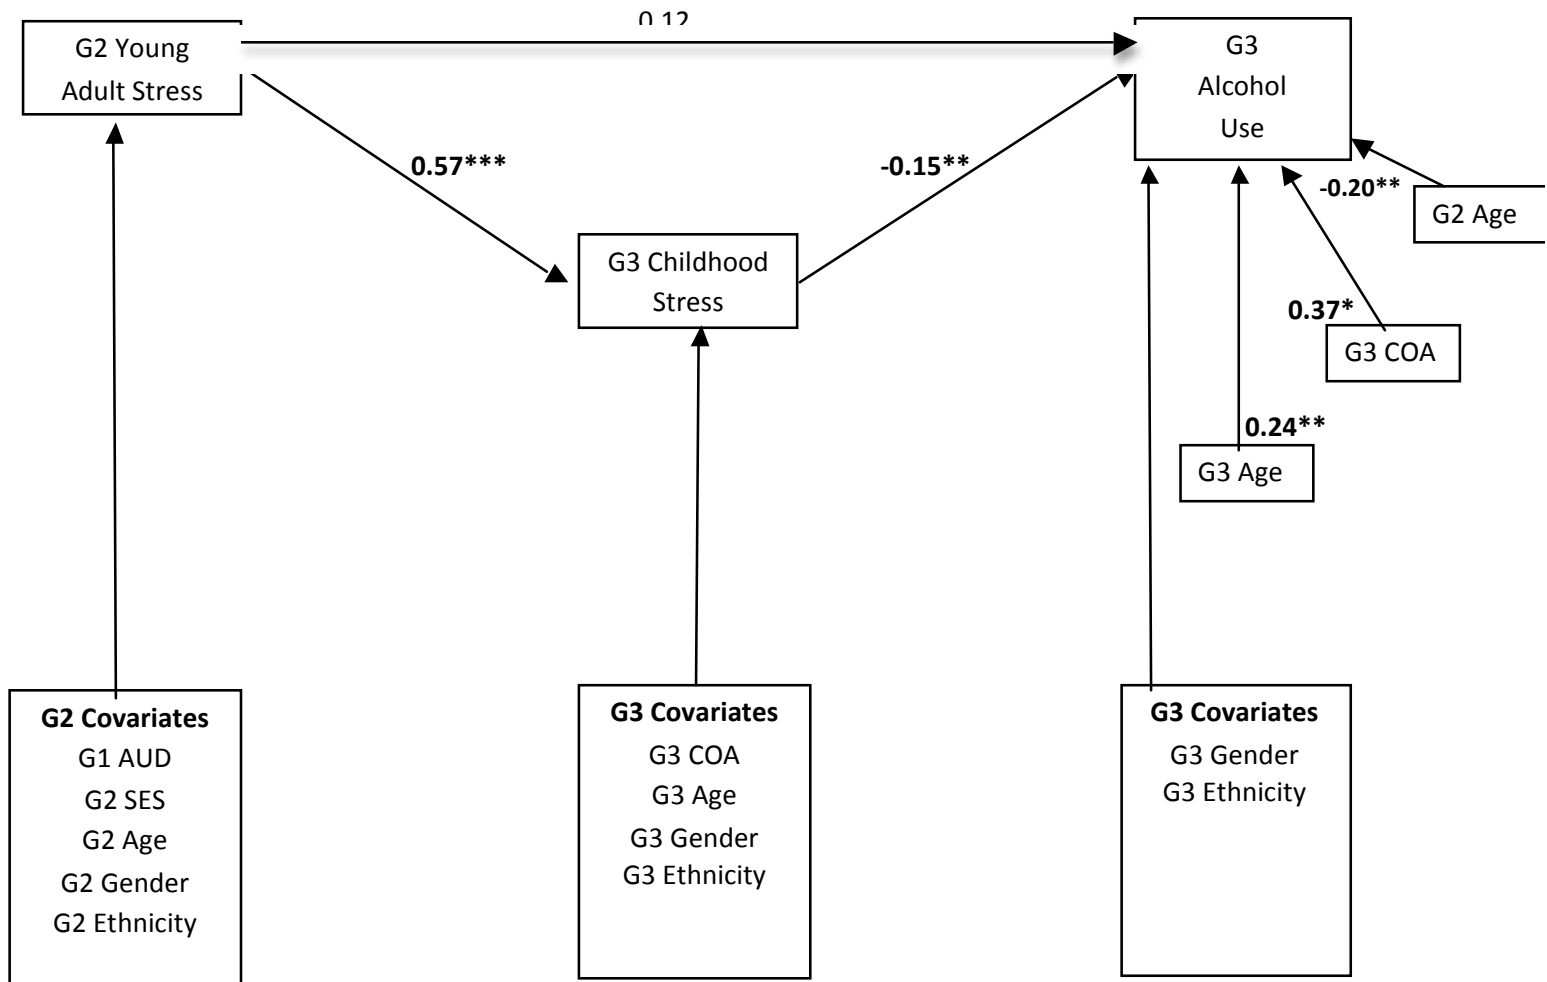 0.12
G2 Young
Adult Stress
G3
Alcohol
Use
0.57***
-0.15**
-0.20**
G2 Age
G3 Childhood
Stress
0.37*
G3 COA
0.24**
G3 Age
G2 Covariates
G1 AUD
G2 SES
G2 Age
G2 Gender
G2 Ethnicity
G3 Covariates
G3 COA
G3 Age
G3 Gender
G3 Ethnicity
G3 Covariates
G3 Gender
G3 Ethnicity